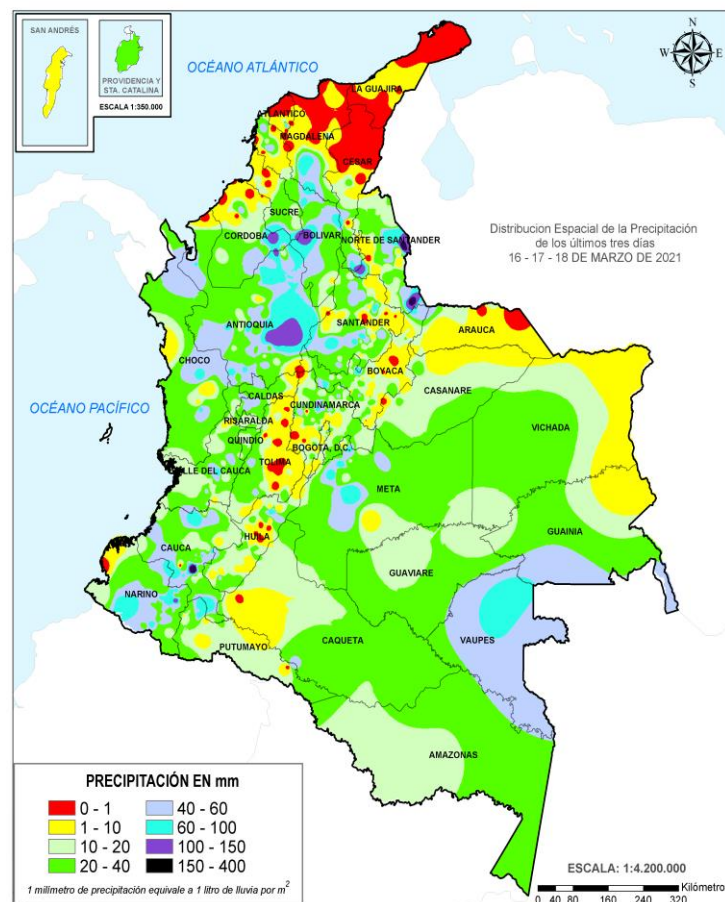 SAN ANDRÉS
PROVIDENCIA Y
STA. CATALINA
ESCALA 1:350.000
OCÉANO ATLÁNTICO
N
W E
S
LA GUAJIRA
ATLANTICO
MAGDALENA
CESAR
SUCRE
CORDOBA
BOLIVAR
NORTE DE SANTANDER
Distribucion Espacial de la Precipitación
de los últimos tres días
16 - 17 - 18 DE MARZO DE 2021
ANTIOQUIA
SANTANDER
ARAUCA
CHOCO
BOYACA
CASANARE
OCÉANO PACÍFICO
CALDAS
CUNDINAMARCA
RISARALDA
VICHADA
QUINDIO
BOGOTA, D.C.
TOLIMA
VALLE DEL CAUCA
META
CAUCA
HUILA
GUAINIA
GUAVIARE
NARIÑO
VAUPES
CAQUETA
PUTUMAYO
AMAZONAS
PRECIPITACIÓN EN mm
0 - 1 40 - 60
1 - 10 60 - 100
10 - 20 100 - 150
20 - 40 150 - 400
1 milímetro de precipitación equivale a 1 litro de lluvia por m2
ESCALA: 1:4.200.000
Kilómetro
0 40 80 160 240 320